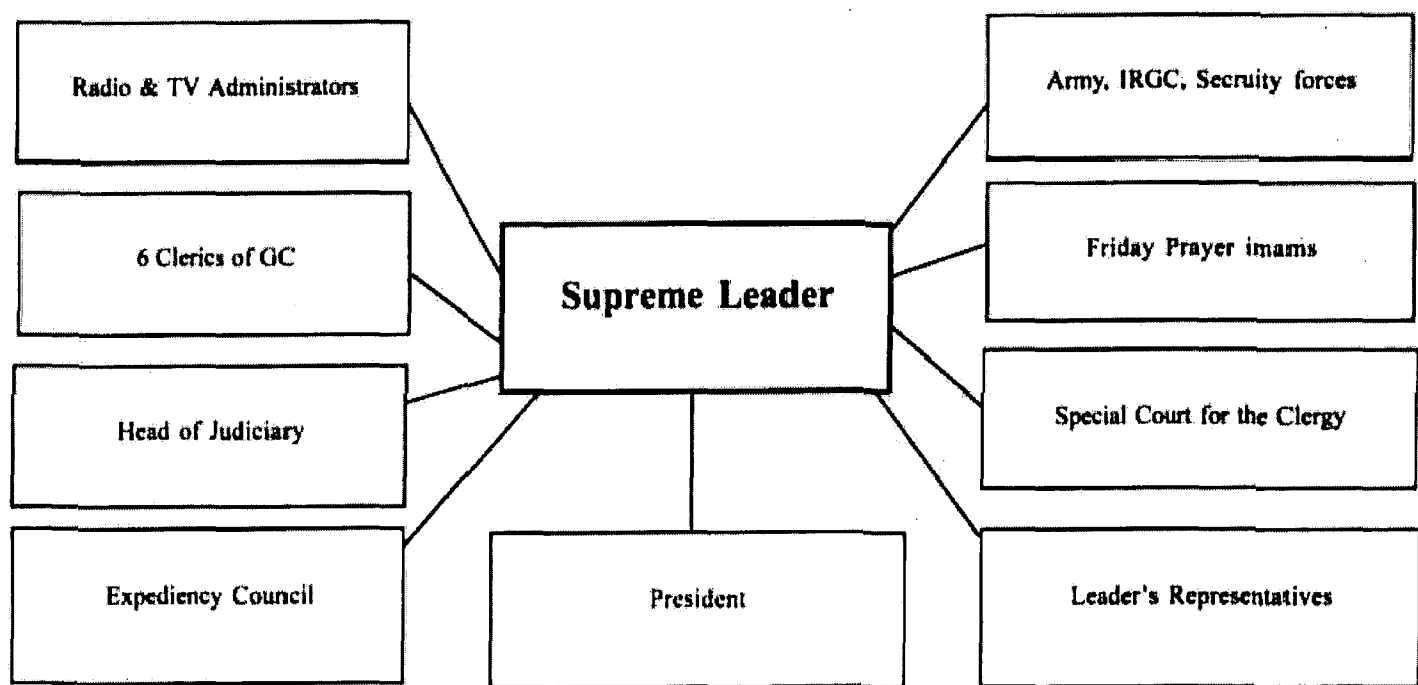 Radio & TV Administrators
Army, IRGC, Secruity forces
6 Clerics of GC
Friday Prayer imams
Supreme Leader
Head of Judiciary
Special Court for the Clergy
Expediency Council
President
Leader's Representatives